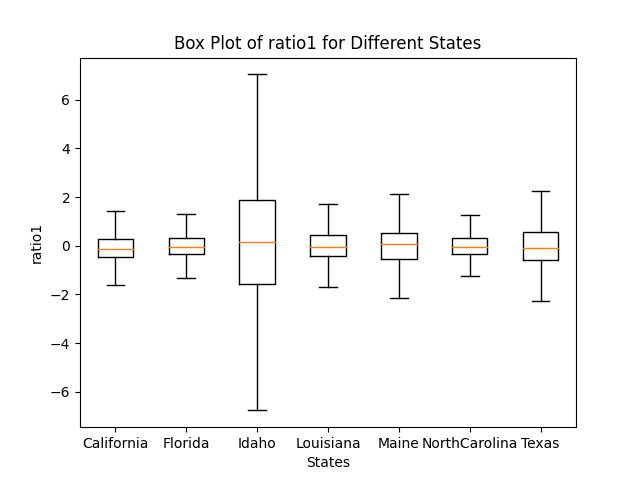 Box Plot of ratio1 for Different States
6
4
2
0
−2
−4
−6
ratio1
California Florida Idaho Louisiana Maine NorthCarolina Texas
States